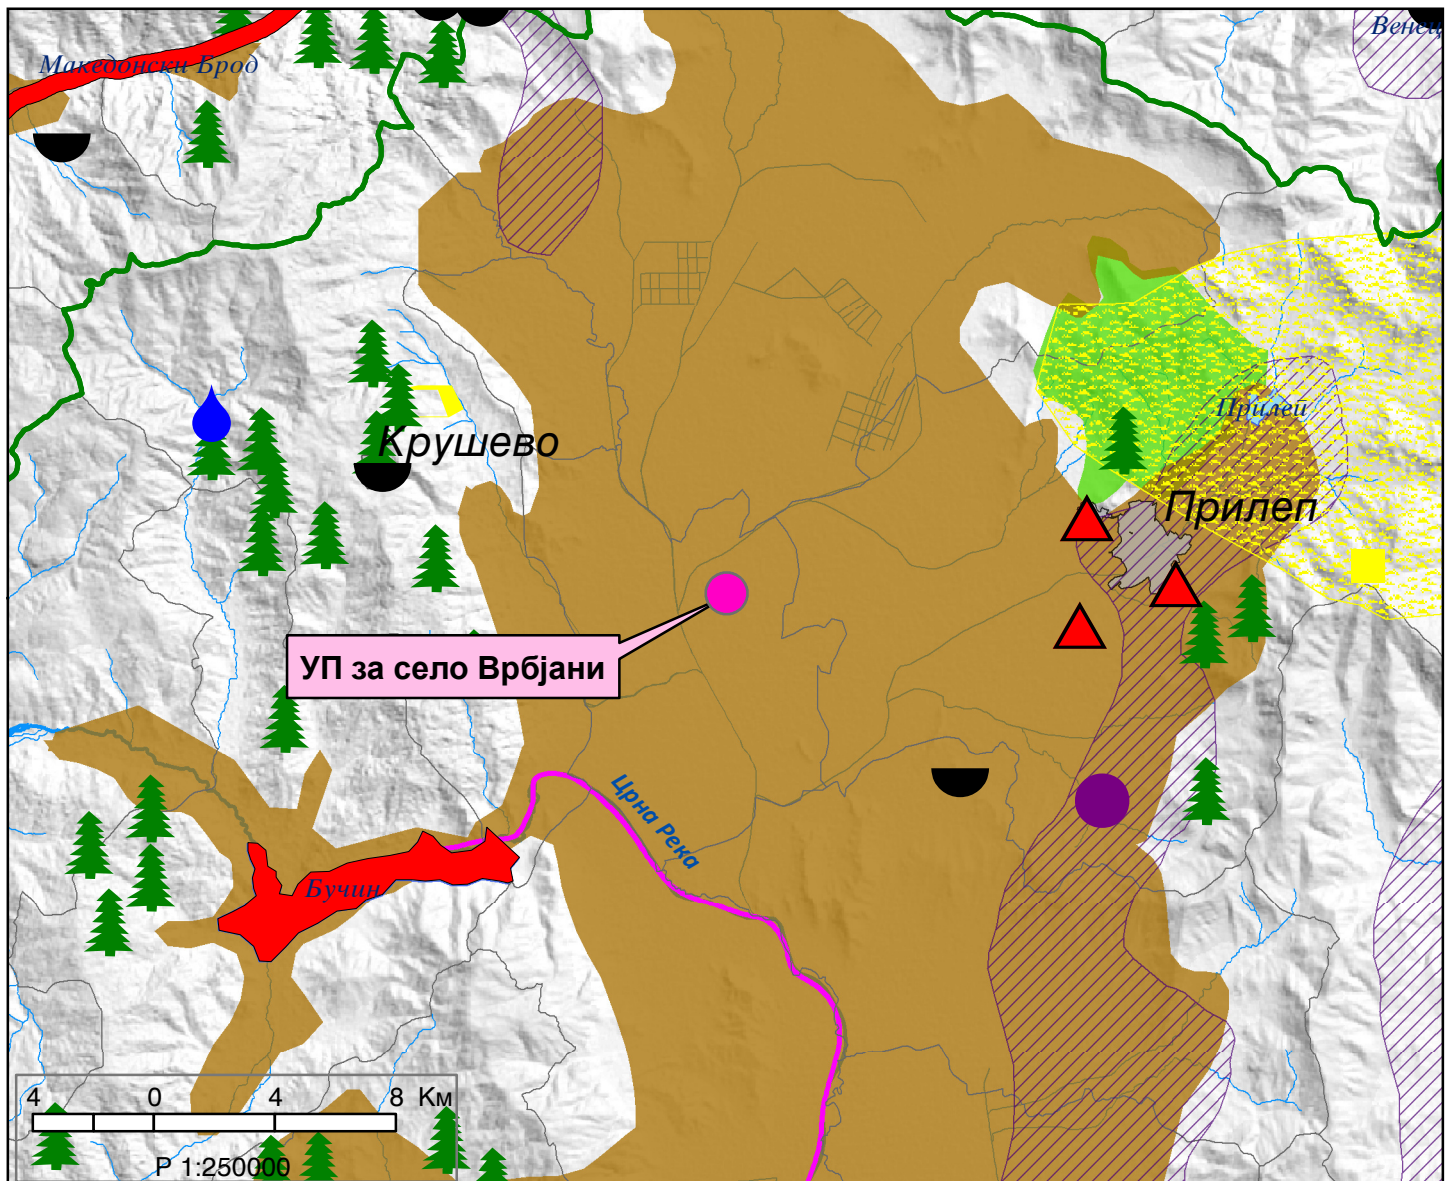 Венец
Македонски Брод
Прилеп
Крушево
Прилеп
УП за село Врбјани
Црна Река
Бучин
4 0 4 8 Км
Р 1:250000